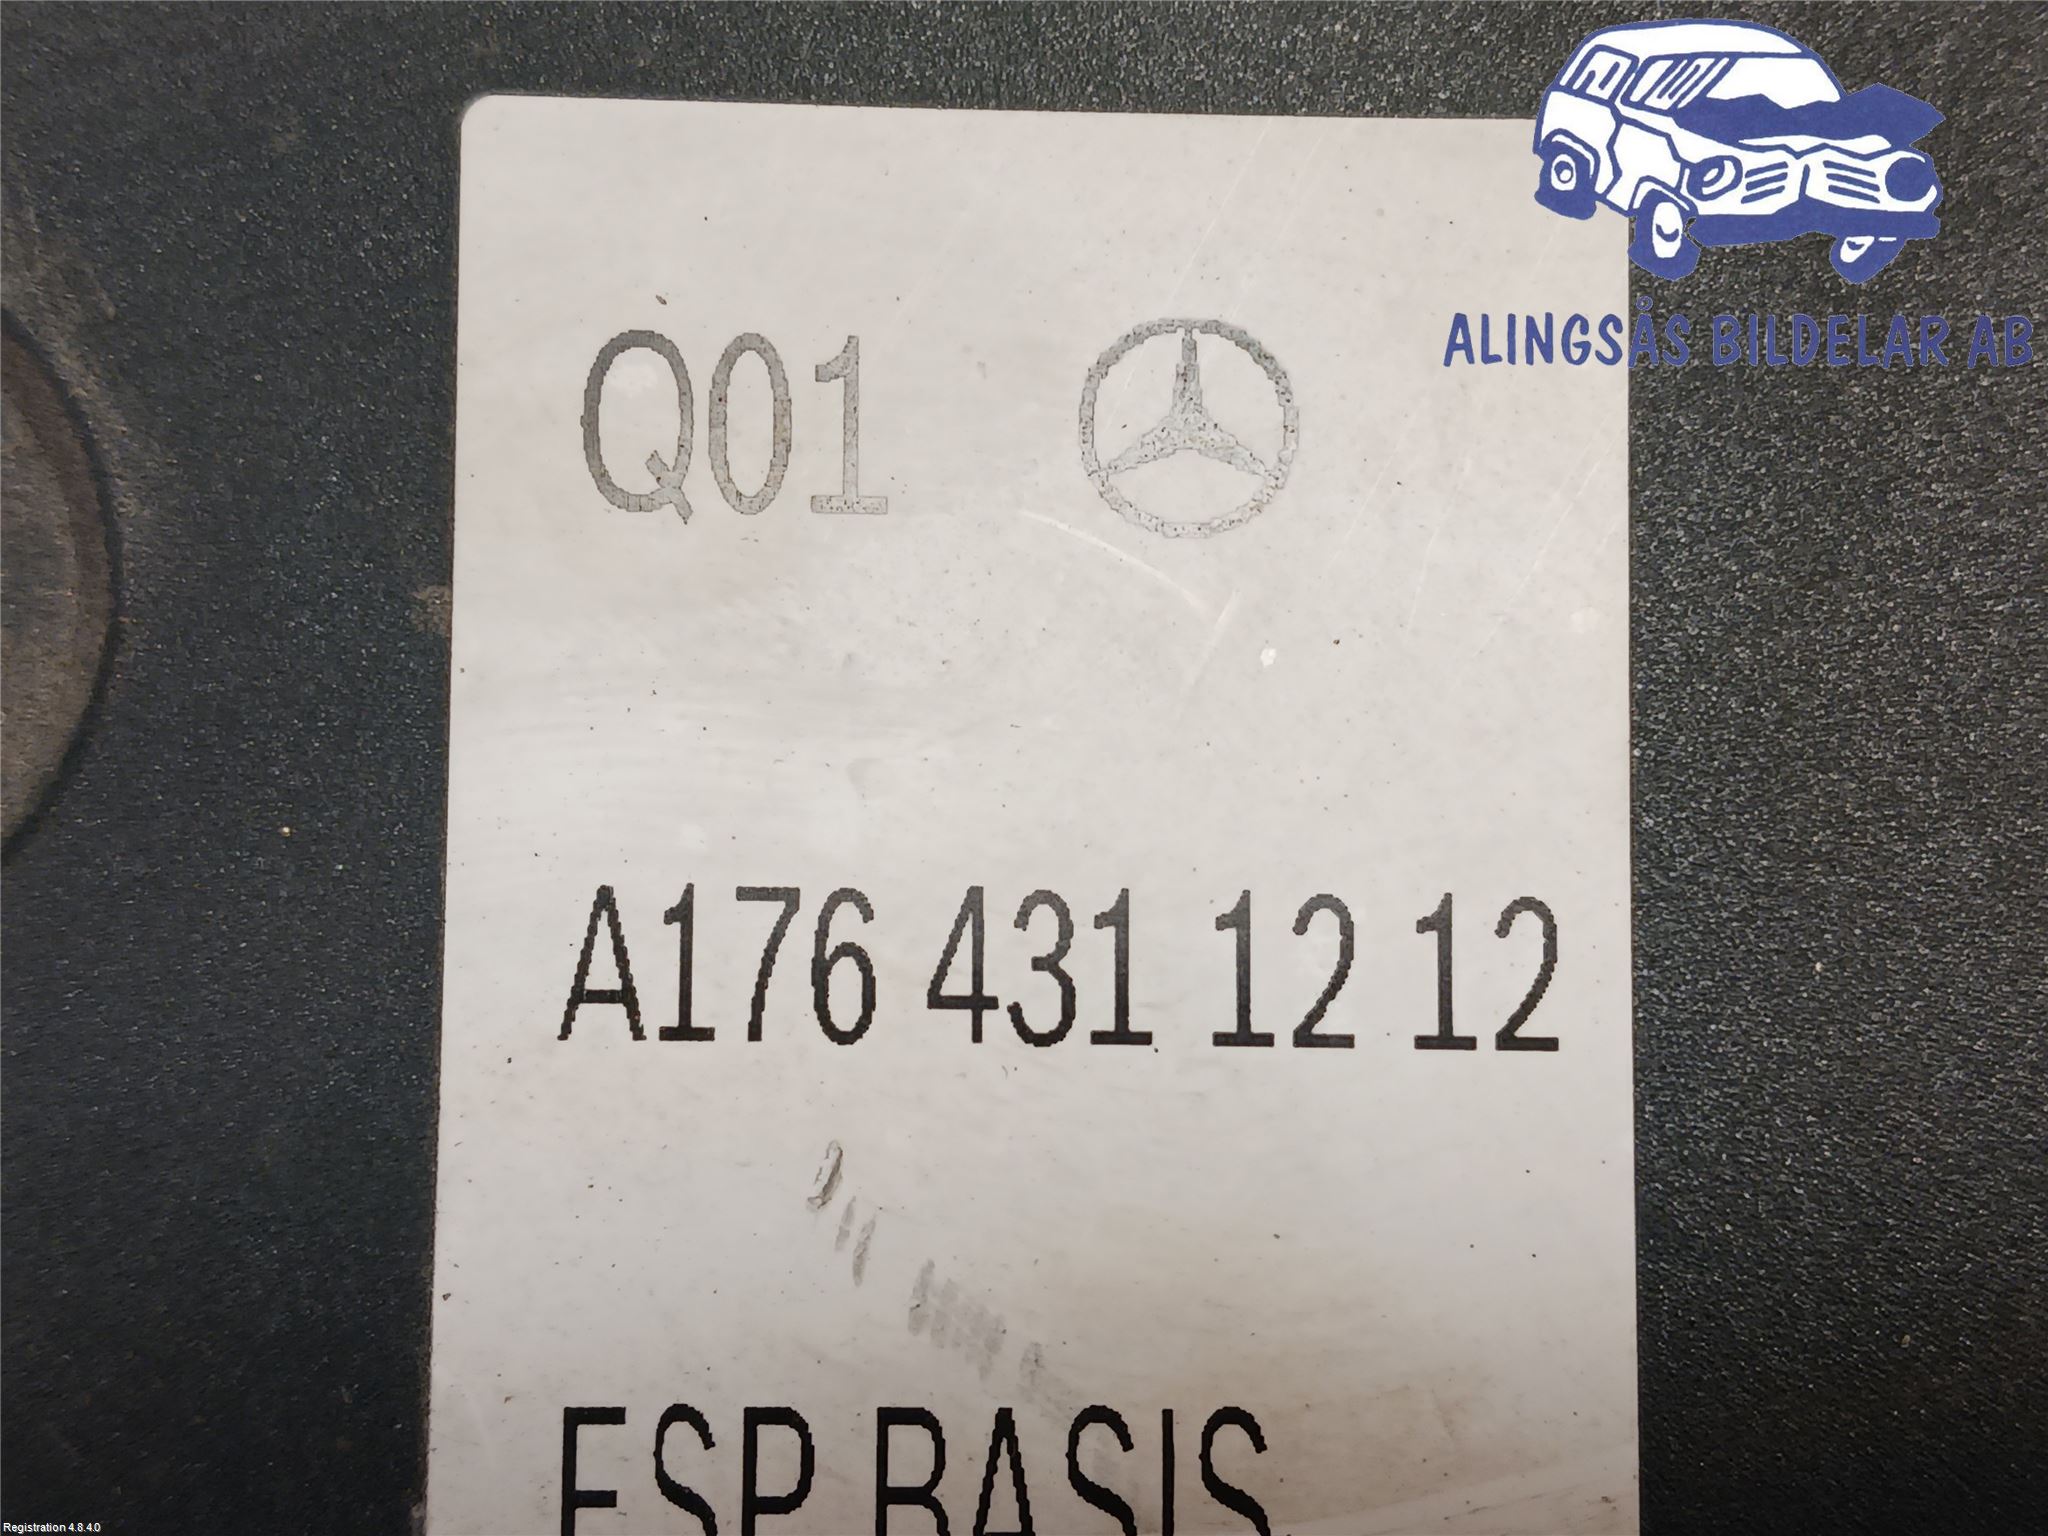 ALINGSÅS BILDELAR AB
Q01
A176 431 12 12
ESP BASIS
Registration 4.8.4.0